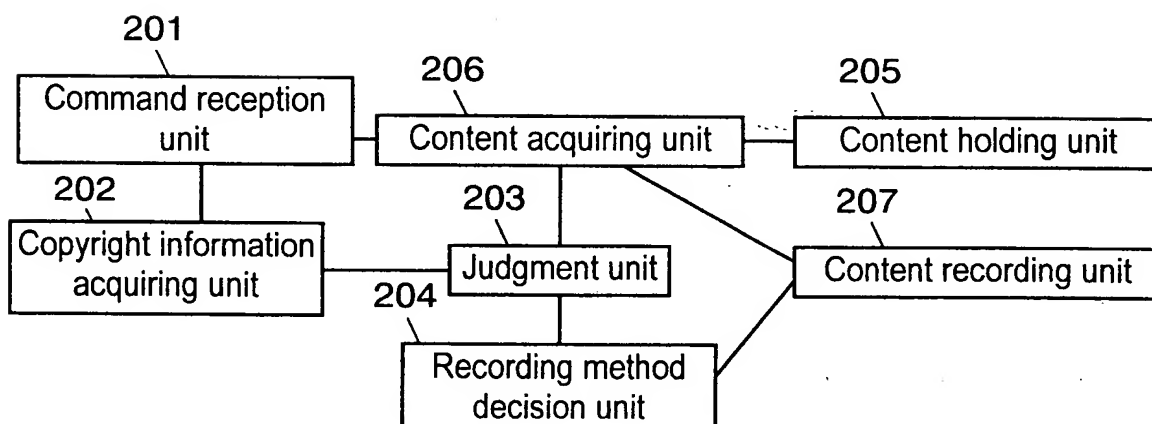 201
Command reception
unit
206
Content acquiring unit
205
Content holding unit
202
Copyright information
acquiring unit
203
Judgment unit
207
Content recording unit
204
Recording method
decision unit